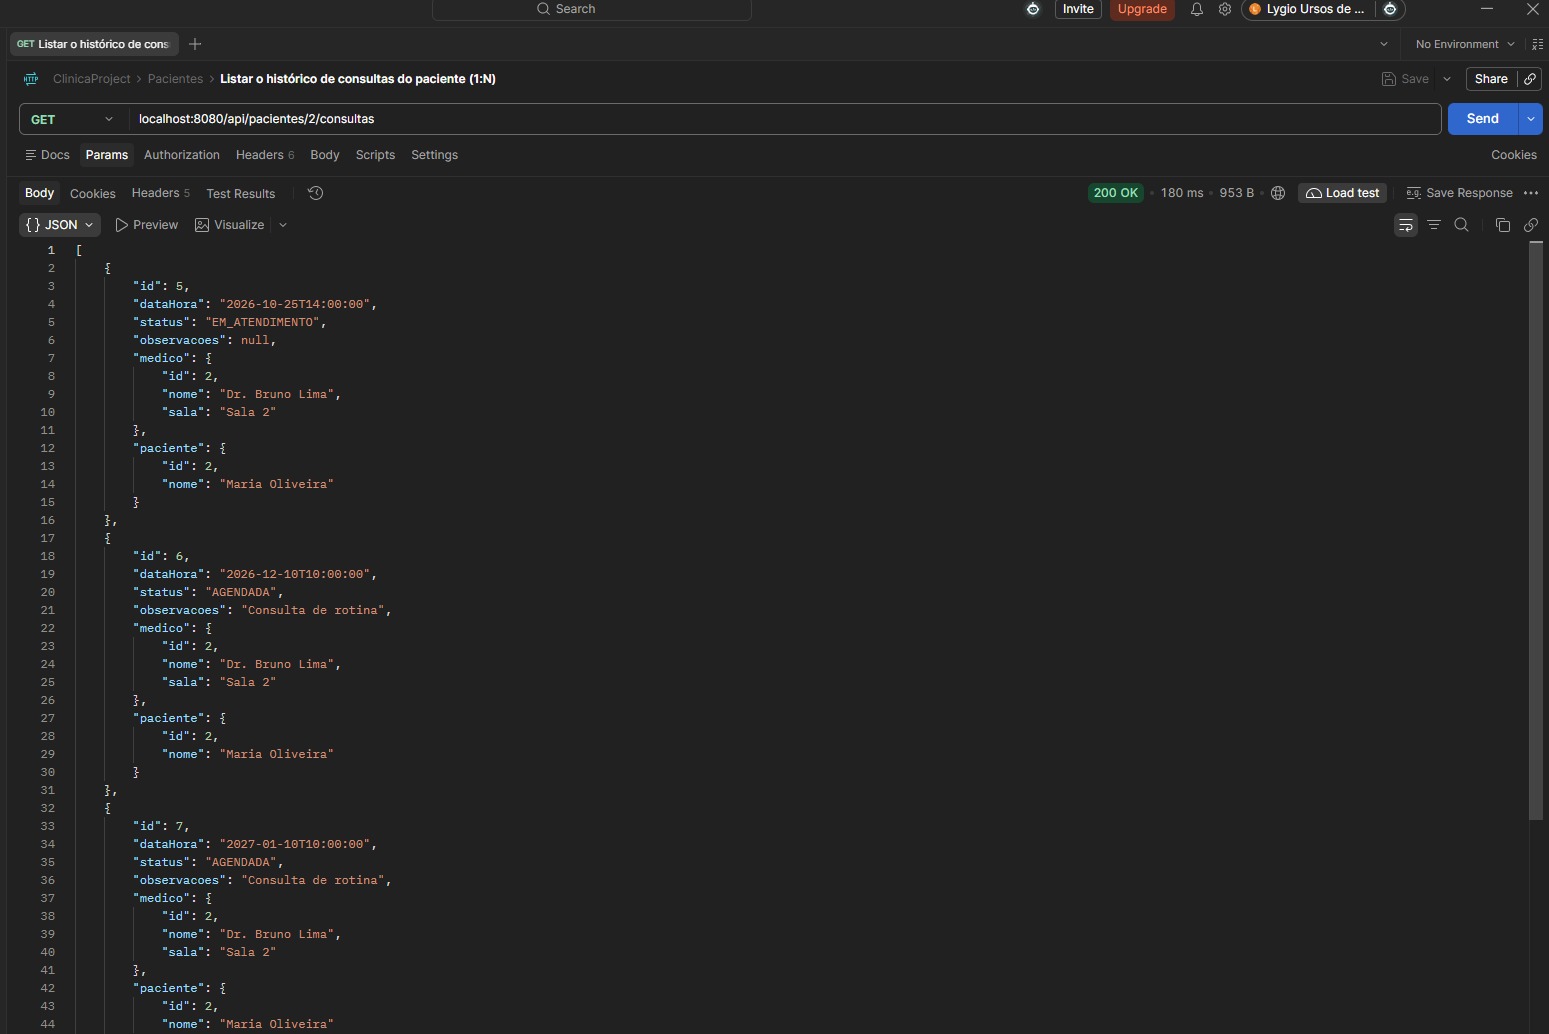 Search
Invite
Upgrade
Lygio Ursos de ...
GET Listar o histórico de cons
No Environment
HTTP ClinicaProject > Pacientes > Listar o histórico de consultas do paciente (1:N)
Save
Share
GET localhost:8080/api/pacientes/2/consultas
Send
Docs Params Authorization Headers 6 Body Scripts Settings
Cookies
Body Cookies Headers 5 Test Results
200 OK • 180 ms • 953 B
Load test
e.g. Save Response
{} JSON Preview Visualize
1 [
2 {
3 "id": 5,
4 "dataHora": "2026-10-25T14:00:00",
5 "status": "EM_ATENDIMENTO",
6 "observacoes": null,
7 "medico": {
8 "id": 2,
9 "nome": "Dr. Bruno Lima",
10 "sala": "Sala 2"
11 },
12 "paciente": {
13 "id": 2,
14 "nome": "Maria Oliveira"
15 }
16 },
17 {
18 "id": 6,
19 "dataHora": "2026-12-10T10:00:00",
20 "status": "AGENDADA",
21 "observacoes": "Consulta de rotina",
22 "medico": {
23 "id": 2,
24 "nome": "Dr. Bruno Lima",
25 "sala": "Sala 2"
26 },
27 "paciente": {
28 "id": 2,
29 "nome": "Maria Oliveira"
30 }
31 },
32 {
33 "id": 7,
34 "dataHora": "2027-01-10T10:00:00",
35 "status": "AGENDADA",
36 "observacoes": "Consulta de rotina",
37 "medico": {
38 "id": 2,
39 "nome": "Dr. Bruno Lima",
40 "sala": "Sala 2"
41 },
42 "paciente": {
43 "id": 2,
44 "nome": "Maria Oliveira"